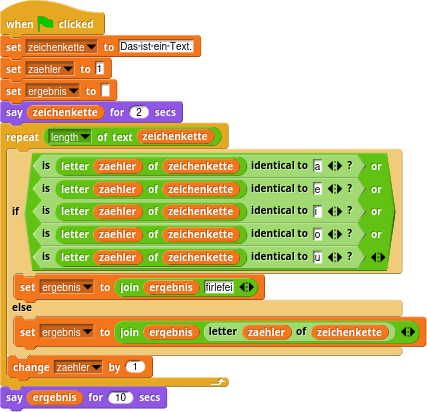 when clicked
set zeichenkette to Das·ist·ein·Text.
set zaehler to 1
set ergebnis to
say zeichenkette for 2 secs
repeat length of text zeichenkette
is letter zaehler of zeichenkette identical to a ? or
is letter zaehler of zeichenkette identical to e ? or
if is letter zaehler of zeichenkette identical to i ? or
is letter zaehler of zeichenkette identical to o ? or
is letter zaehler of zeichenkette identical to u ?
set ergebnis to join ergebnis firlefei
else
set ergebnis to join ergebnis letter zaehler of zeichenkette
change zaehler by 1
say ergebnis for 10 secs